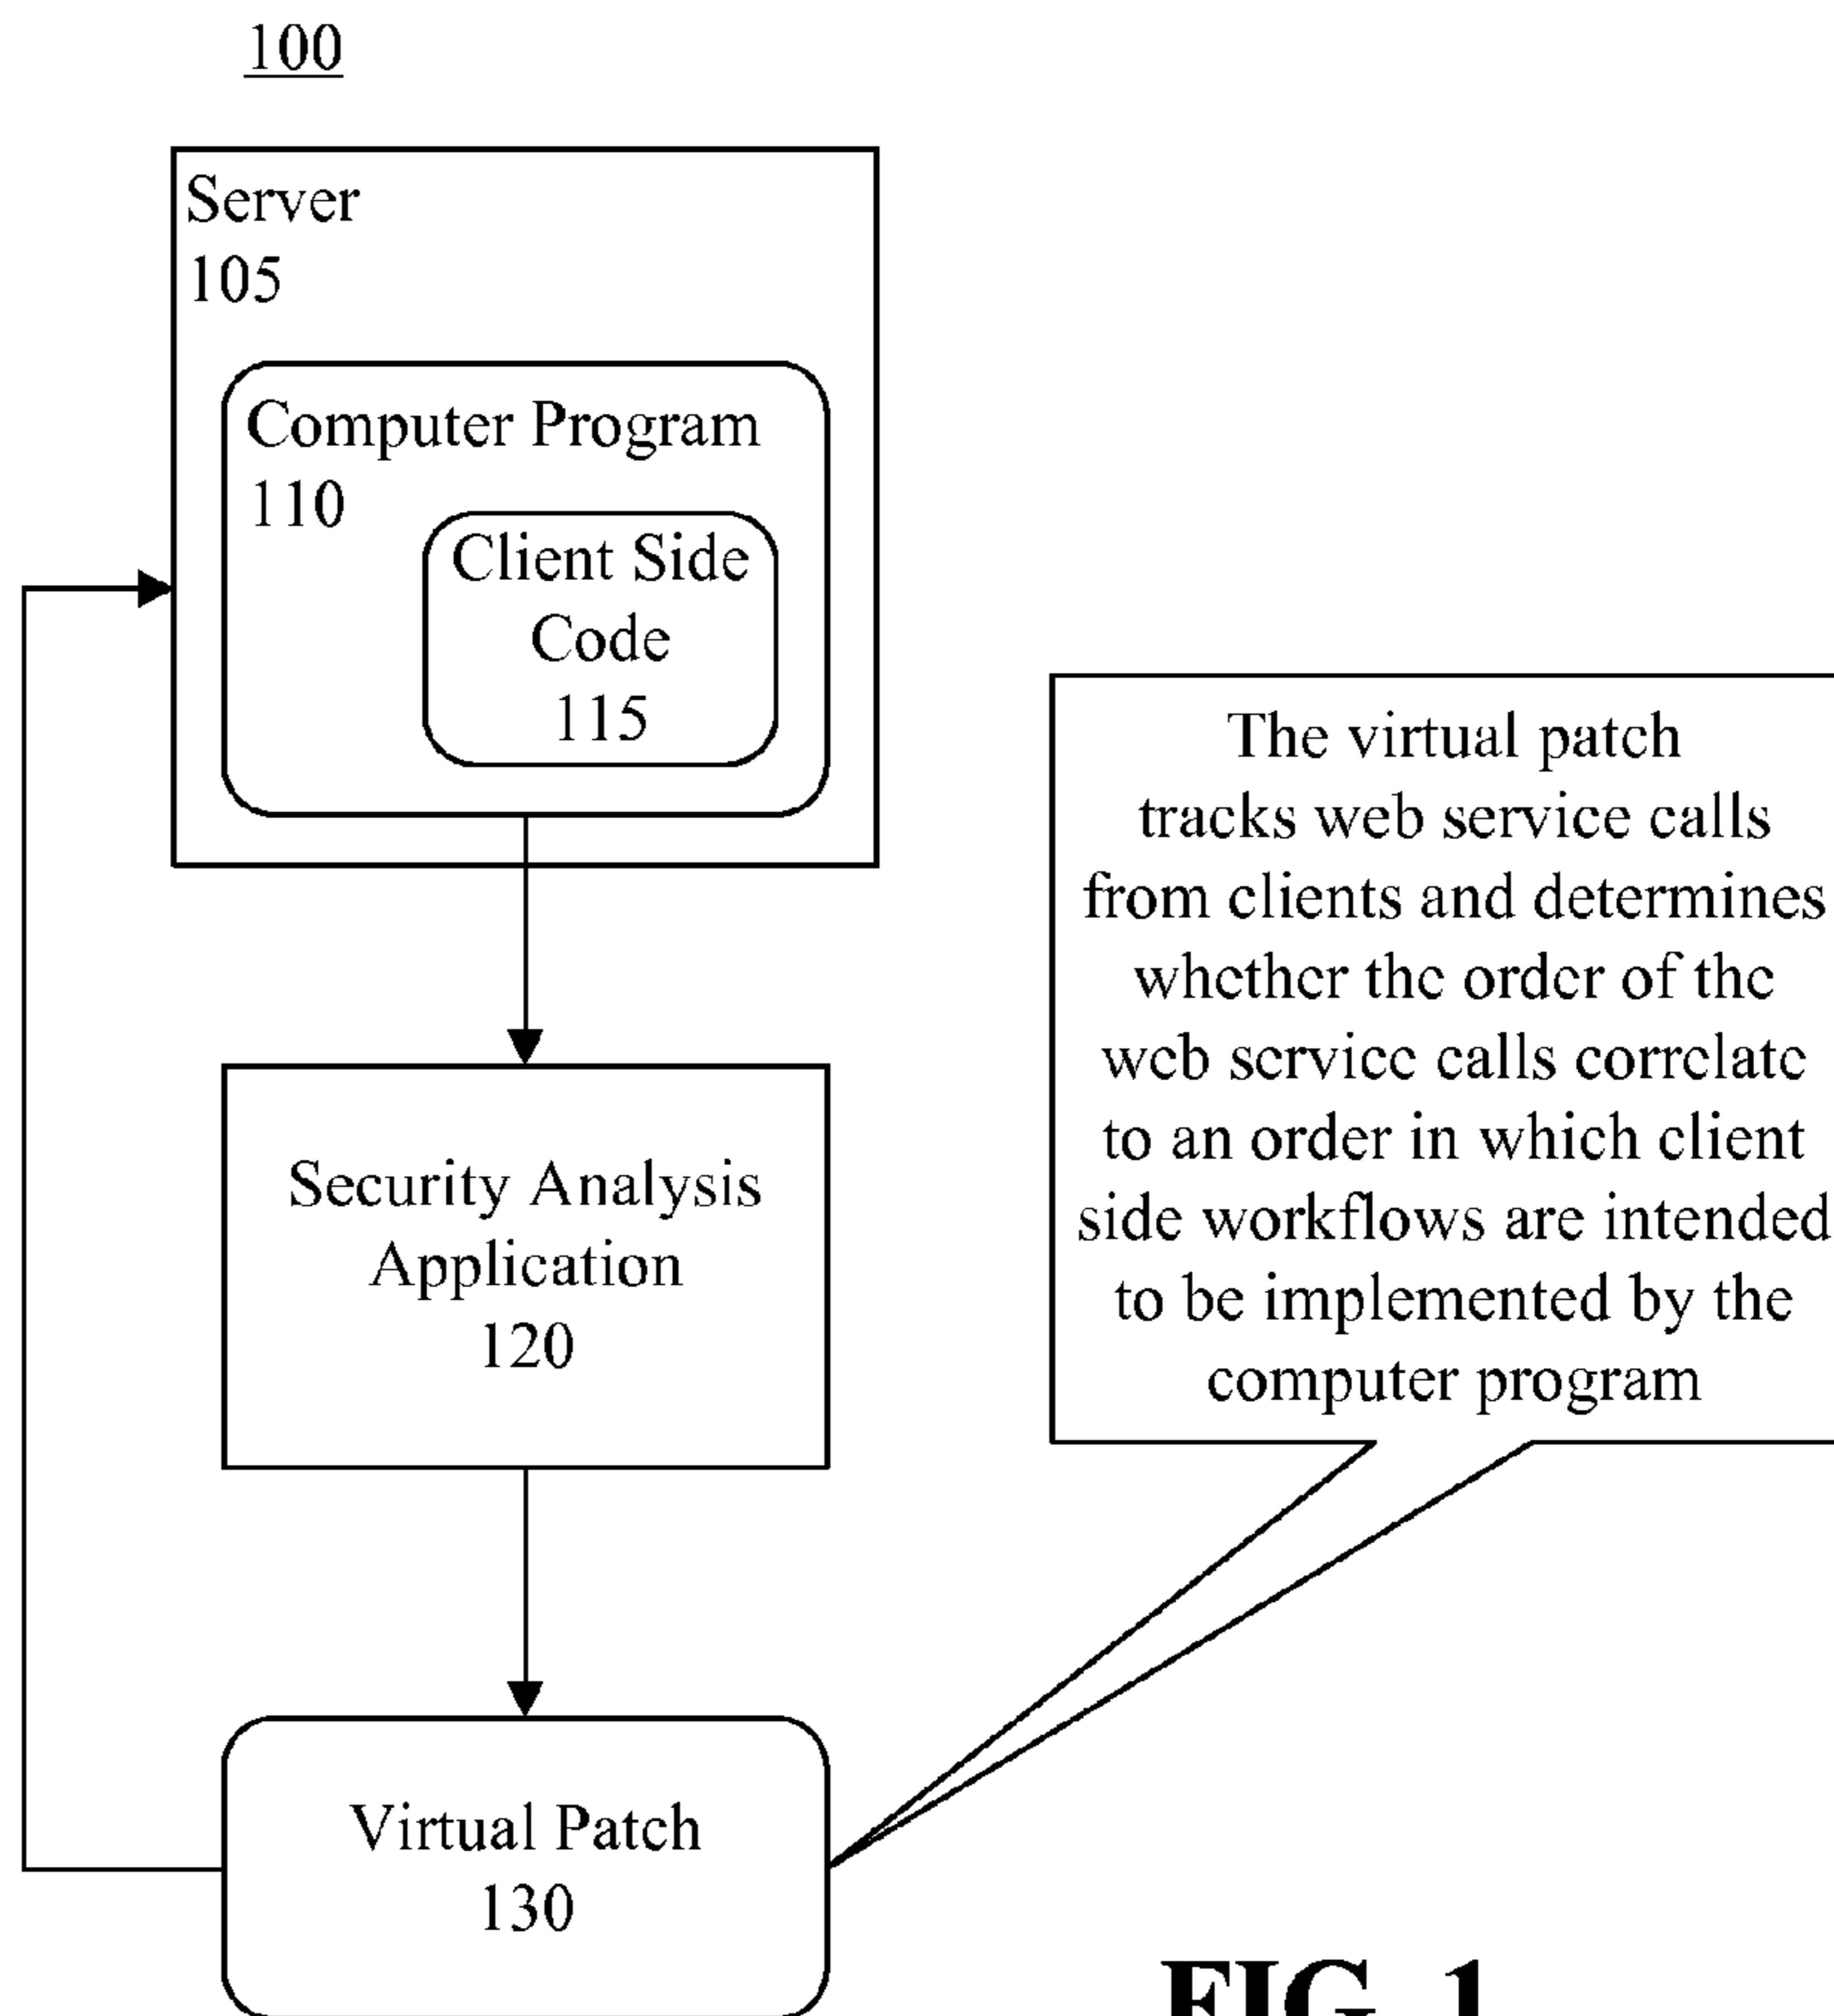 100
Server
105
Computer Program
110
Client Side
Code
115
The virtual patch
tracks web service calls
from clients and determines
whether the order of the
web service calls correlate
to an order in which client
side workflows are intended
to be implemented by the
computer program
Security Analysis
Application
120
Virtual Patch
130
FIG. 1